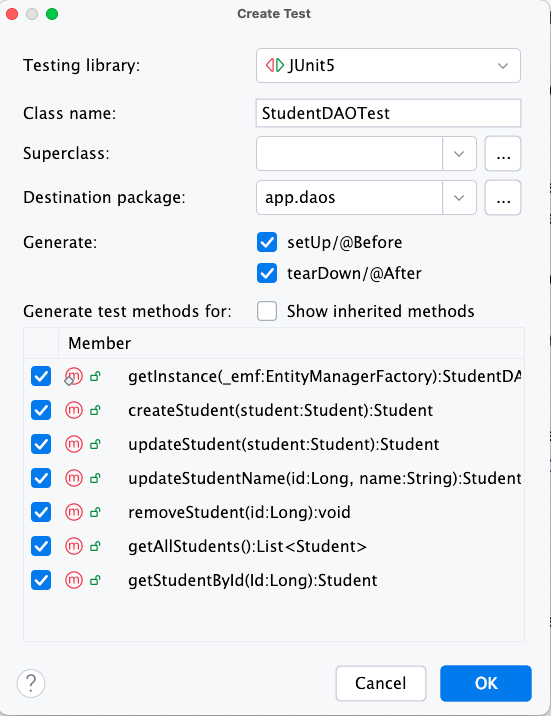 Create Test
Testing library: JUnit5
Class name: StudentDAOTest
Superclass: ...
Destination package: app.daos ...
Generate: setUp/@Before
tearDown/@After
Generate test methods for: Show inherited methods
Member
m getInstance(_emf:EntityManagerFactory):StudentDA
m createStudent(student:Student):Student
m updateStudent(student:Student):Student
m updateStudentName(id:Long, name:String):Student
m removeStudent(id:Long):void
m getAllStudents():List<Student>
m getStudentById(Id:Long):Student
? Cancel OK